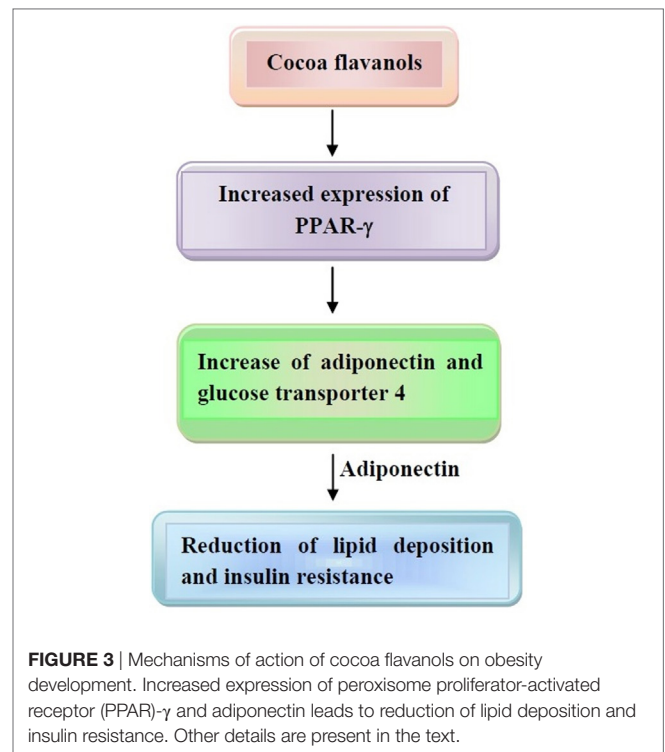 Cocoa flavanols
Increased expression of
PPAR-γ
Increase of adiponectin and
glucose transporter 4
Adiponectin
Reduction of lipid deposition
and insulin resistance
FIGURE 3 | Mechanisms of action of cocoa flavanols on obesity
development. Increased expression of peroxisome proliferator-activated
receptor (PPAR)-γ and adiponectin leads to reduction of lipid deposition and
insulin resistance. Other details are present in the text.